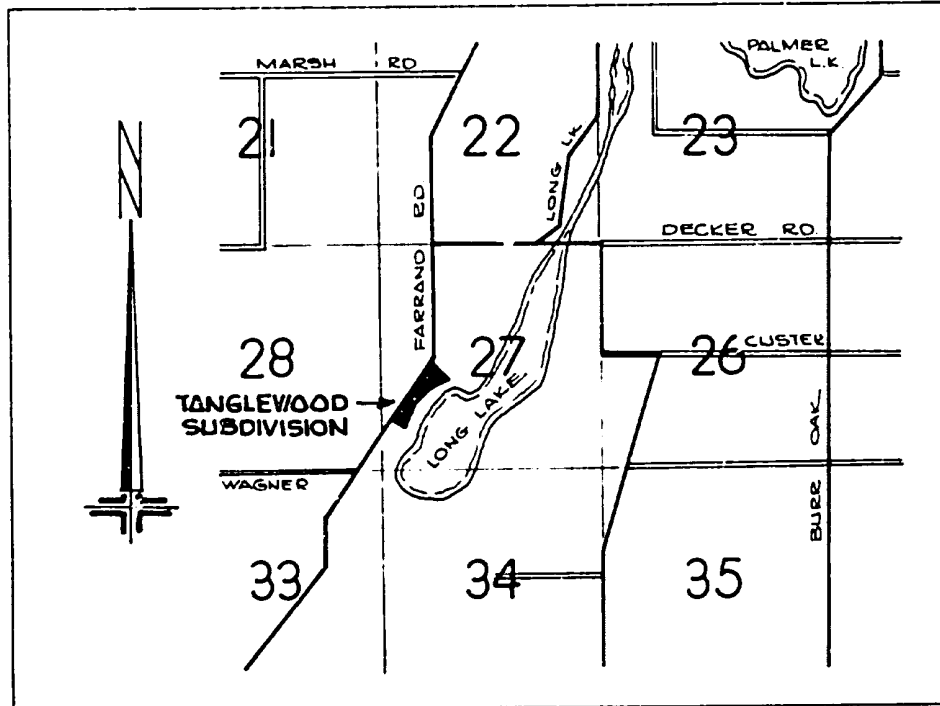 MARSH RD
PALMER
LK.
21
22
23
LONG LK
N
FARRAND RD
DECKER RD.
28
27
26
CUSTER
TANGLEWOOD
SUBDIVISION
LONG LAKE
WAGNER
BURR OAK
33
34
35